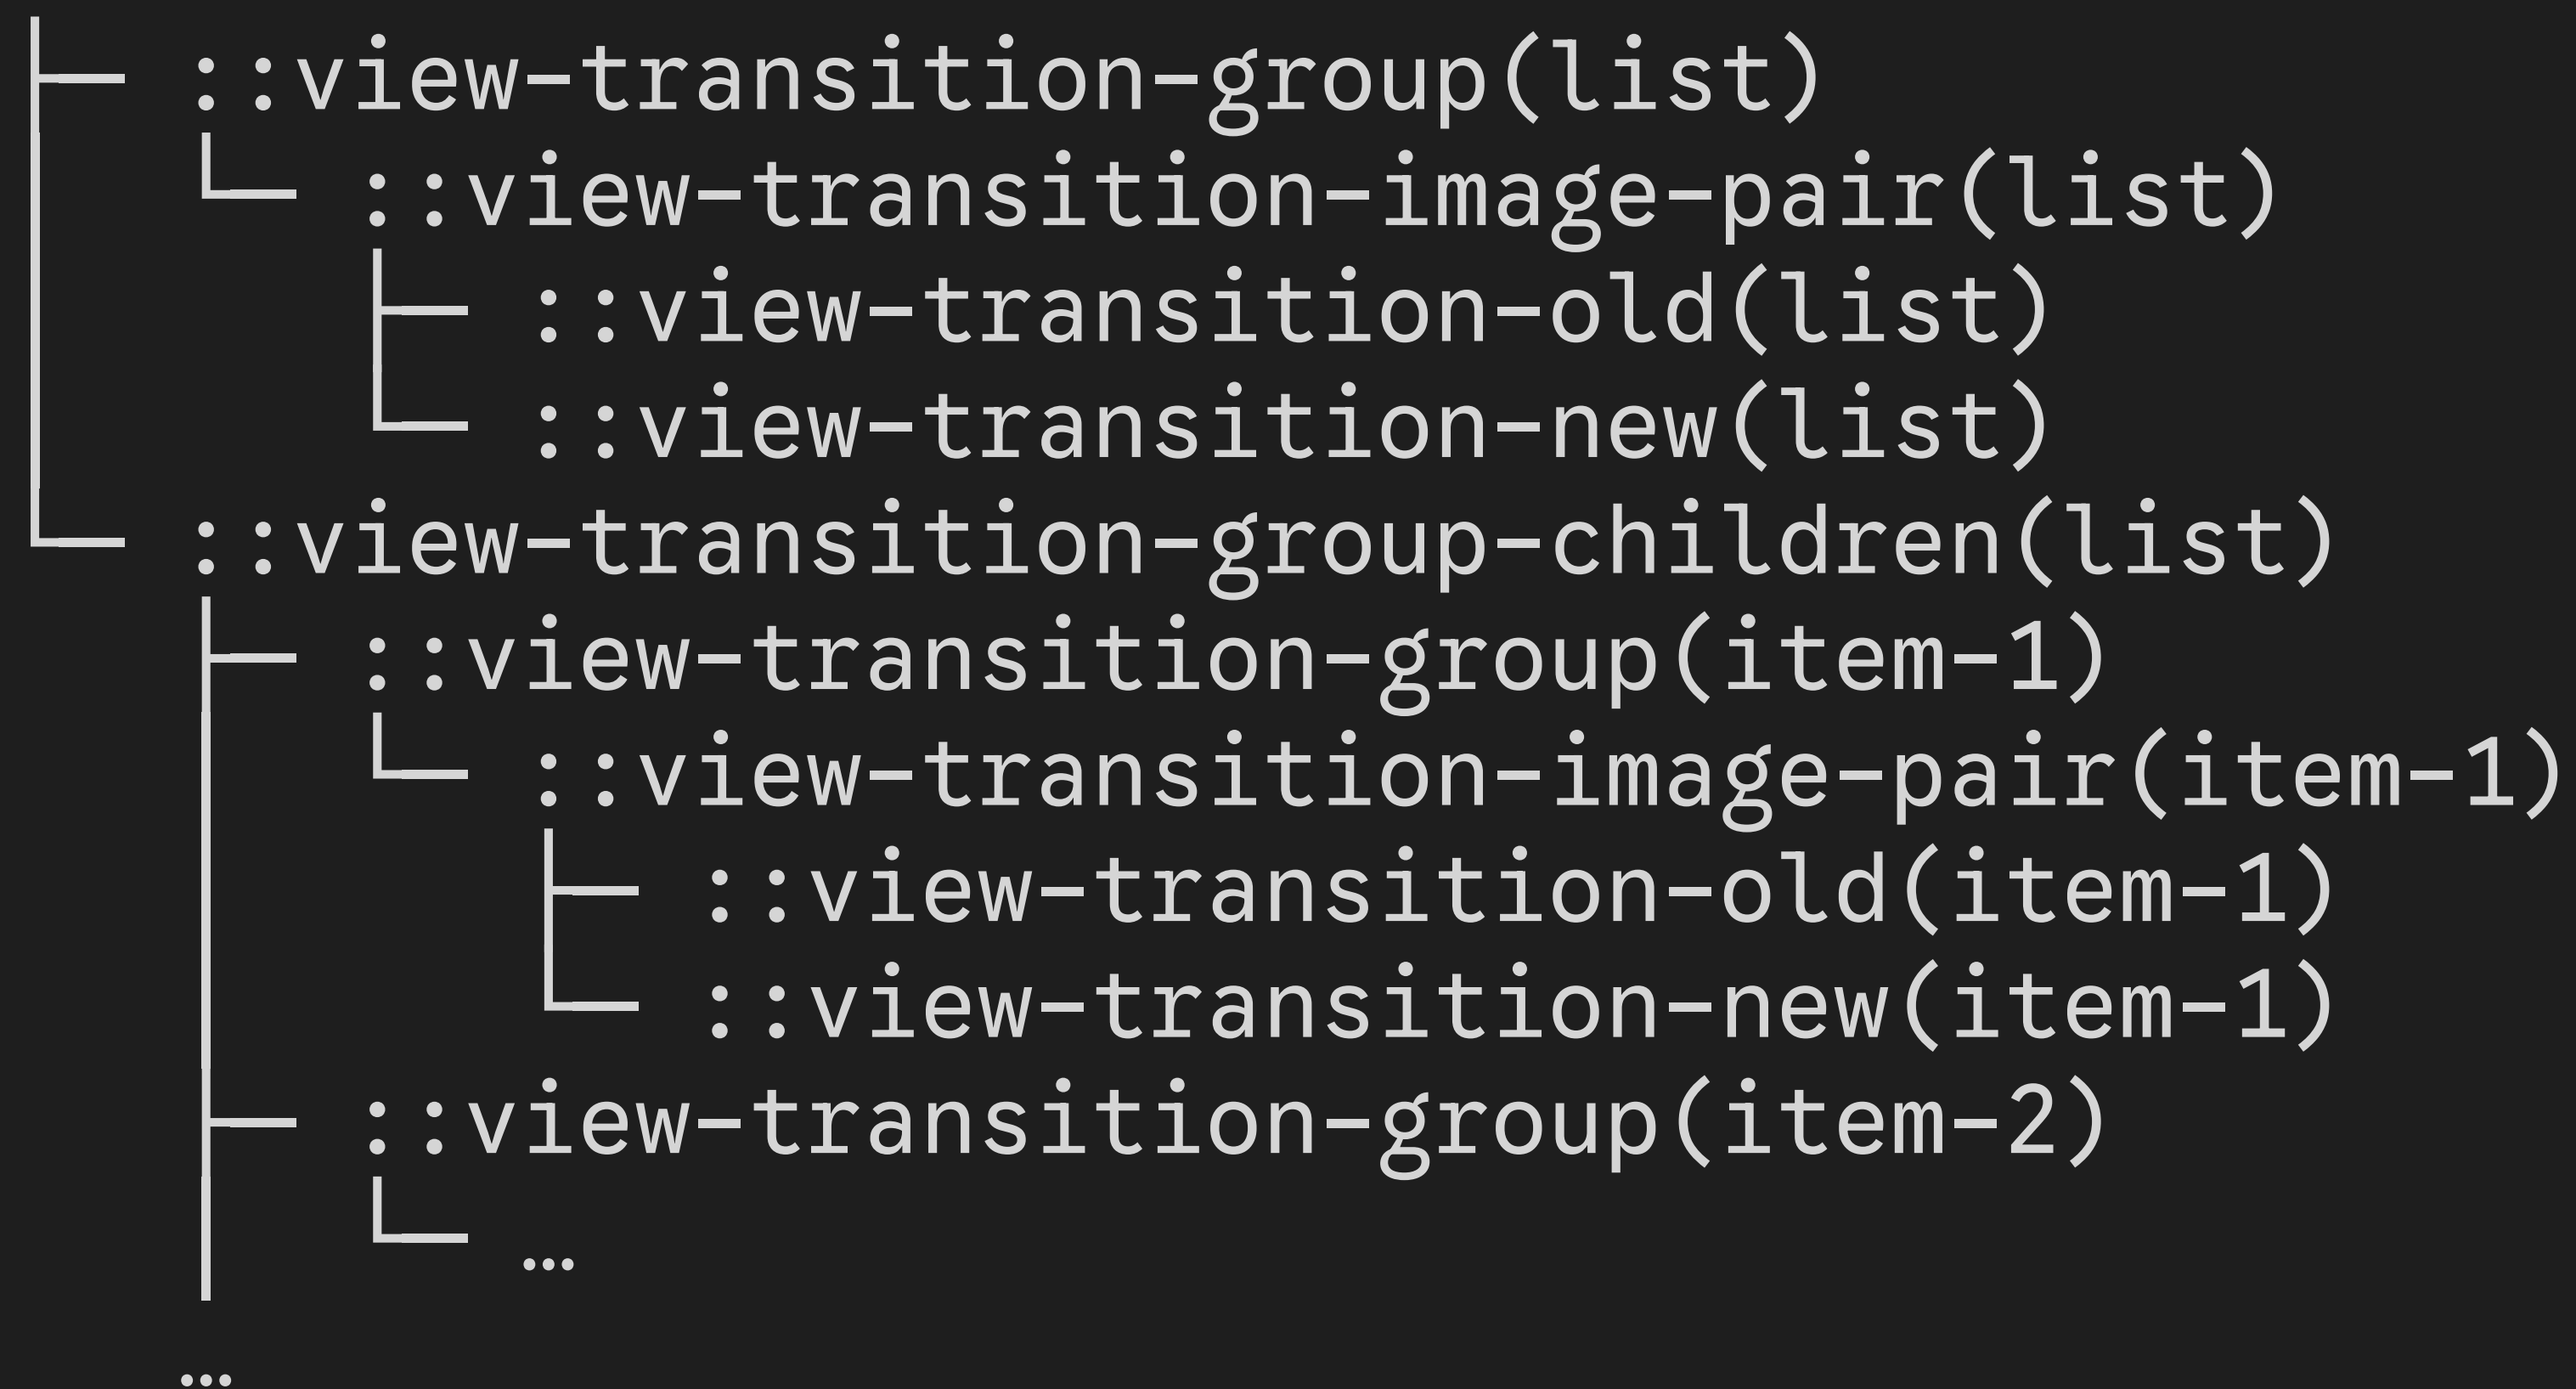 ├─ ::view-transition-group(list)
│  └─ ::view-transition-image-pair(list)
│     ├─ ::view-transition-old(list)
│     └─ ::view-transition-new(list)
└─ ::view-transition-group-children(list)
   ├─ ::view-transition-group(item-1)
   │  └─ ::view-transition-image-pair(item-1)
   │     ├─ ::view-transition-old(item-1)
   │     └─ ::view-transition-new(item-1)
   ├─ ::view-transition-group(item-2)
   │  └─ …
   …